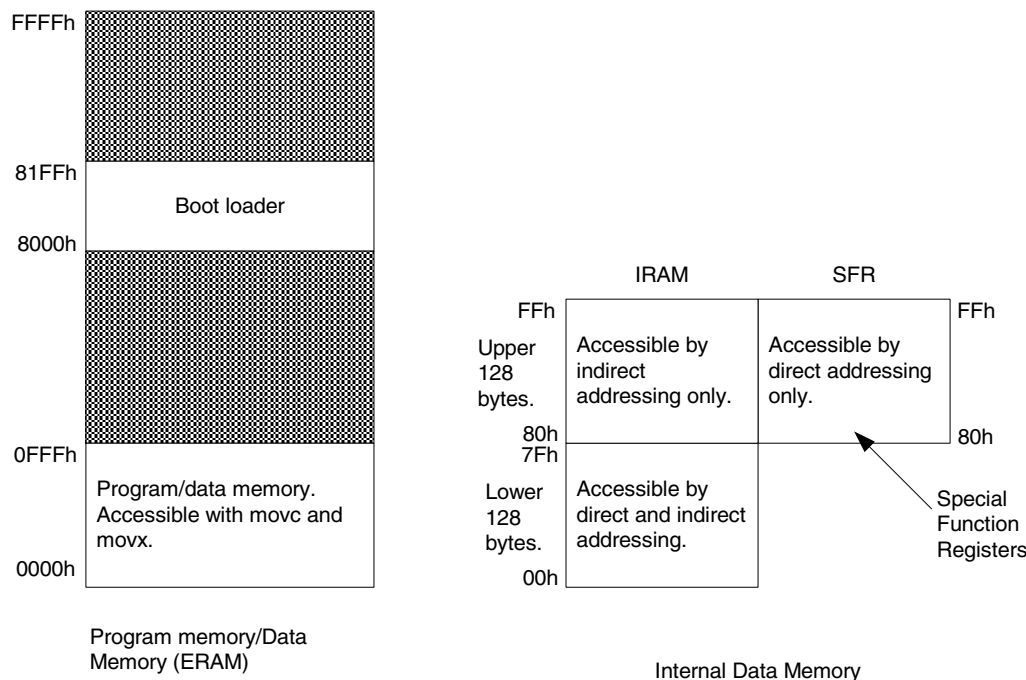 FFFFh
81FFh
Boot loader
8000h
0FFFh
Program/data memory.
Accessible with movc and
movx.
0000h
Program memory/Data
Memory (ERAM)
IRAM
SFR
FFh
FFh
Upper
128
bytes.
Accessible by
indirect
addressing only.
Accessible by
direct addressing
only.
80h
80h
7Fh
Lower
128
bytes.
Accessible by
direct and indirect
addressing.
Special
Function
Registers
00h
Internal Data Memory